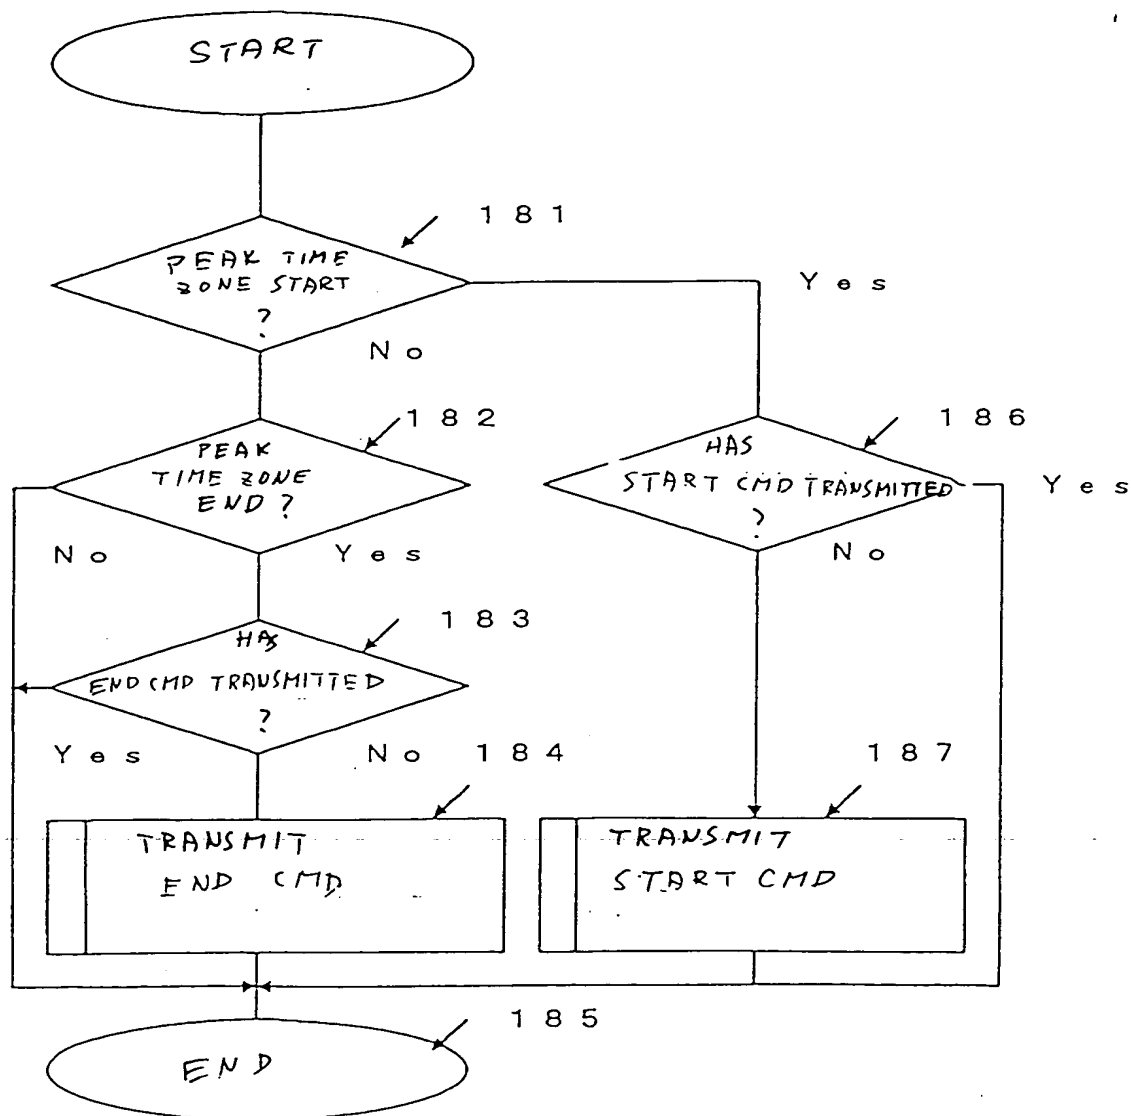 START
181
PEAK TIME
ZONE START
?
Yes
No
182
PEAK
TIME ZONE
END?
No
Yes
186
HAS
START CMD TRANSMITTED
?
Yes
No
183
HAS
END CMD TRANSMITTED
?
Yes
No
184
TRANSMIT
END CMD
187
TRANSMIT
START CMD
185
END